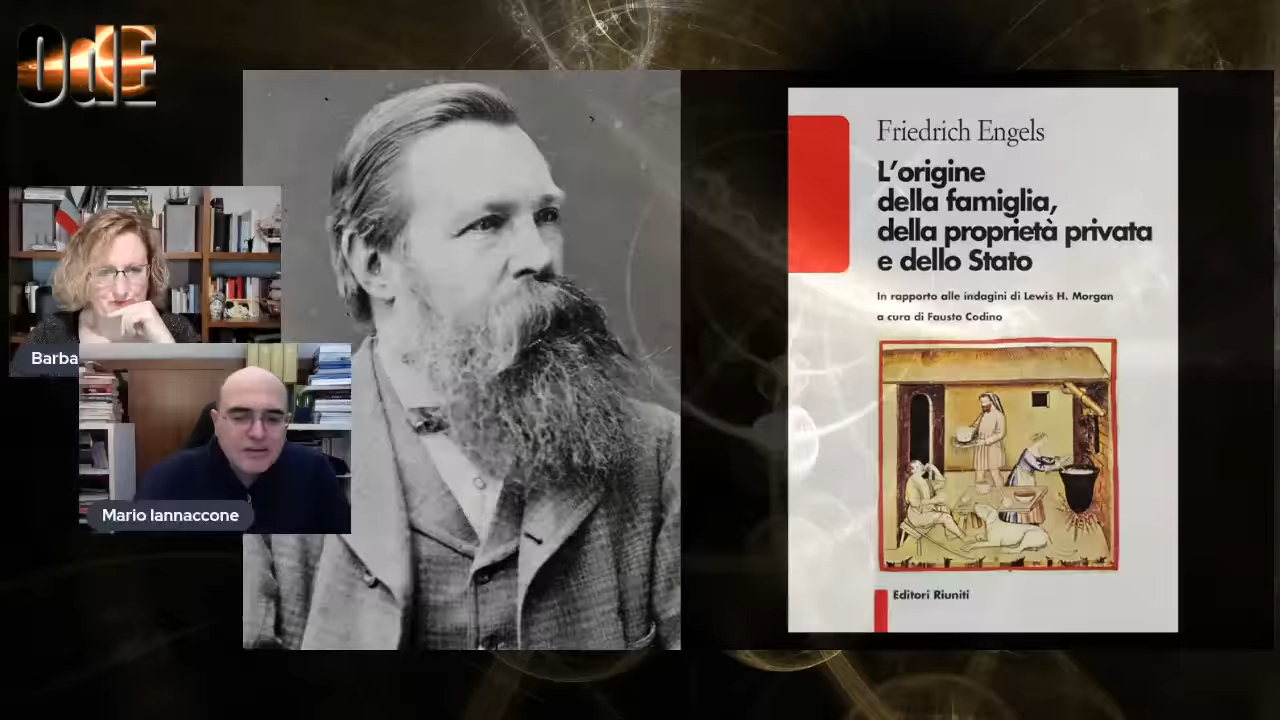 OdE
Barba
Mario Iannaccone
Friedrich Engels
L'origine
della famiglia,
della proprietà privata
e dello Stato
In rapporto alle indagini di Lewis H. Morgan
a cura di Fausto Codino
Editori Riuniti